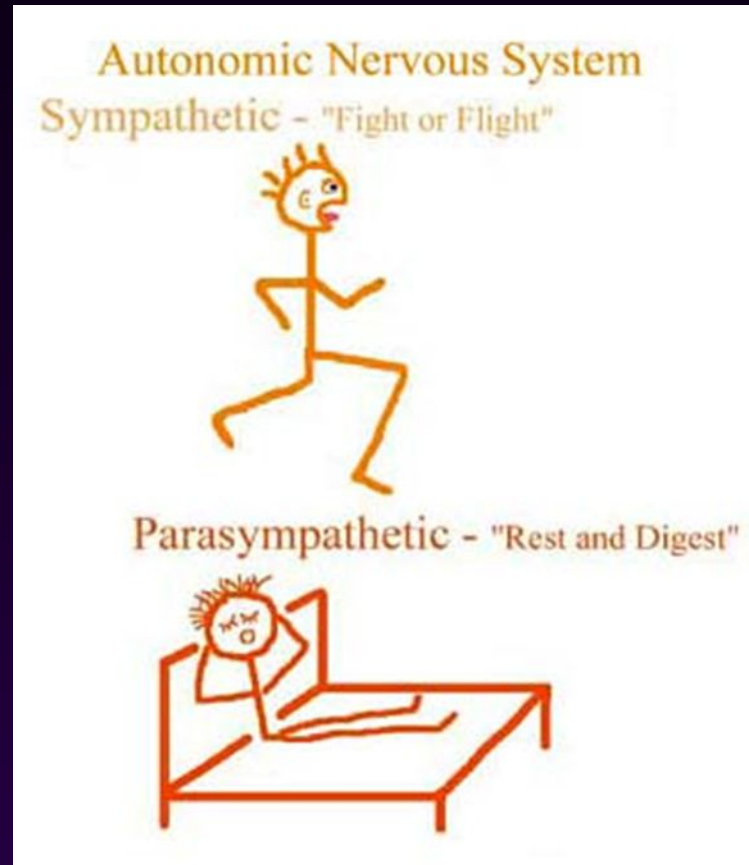 Autonomic Nervous System
Sympathetic - "Fight or Flight"
Parasympathetic - "Rest and Digest"